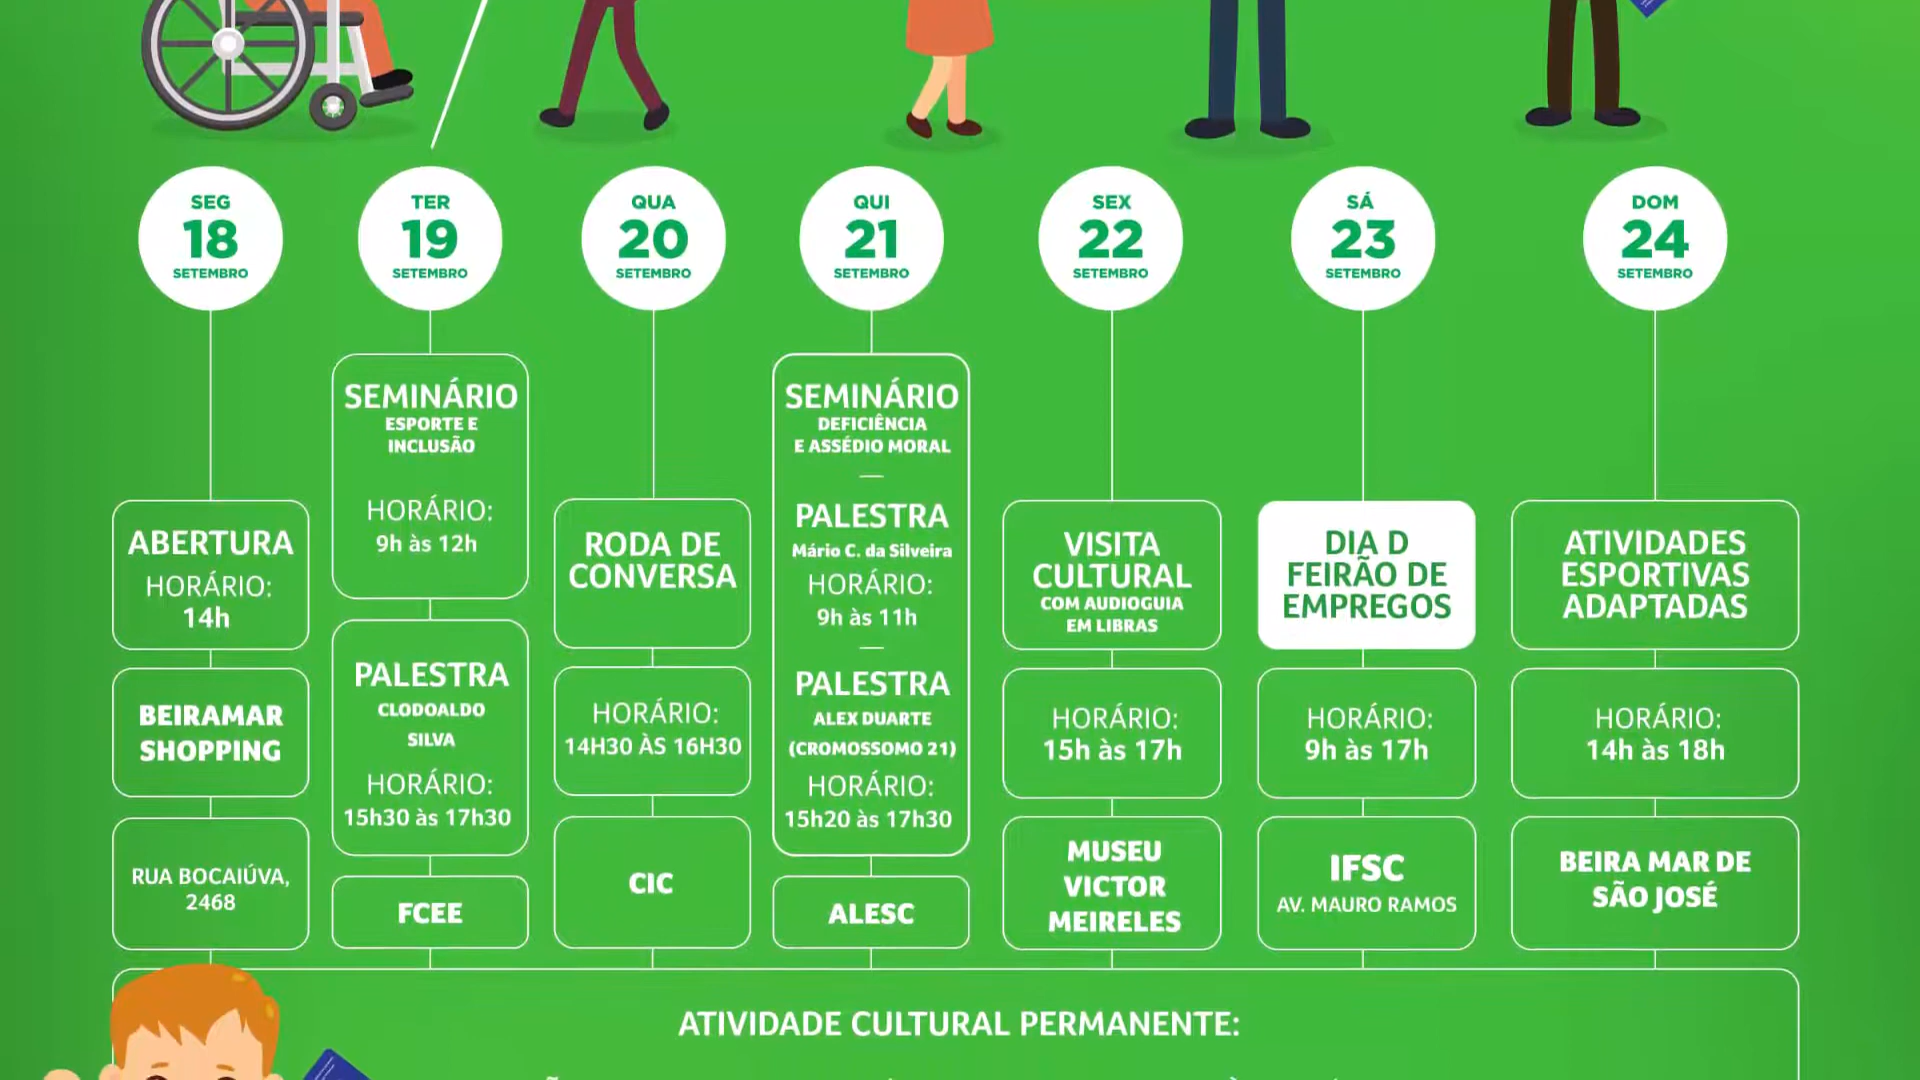 SEG
18
SETEMBRO
TER
19
SETEMBRO
QUA
20
SETEMBRO
QUI
21
SETEMBRO
SEX
22
SETEMBRO
SÁ
23
SETEMBRO
DOM
24
SETEMBRO
ABERTURA
HORÁRIO:
14h
BEIRAMAR
SHOPPING
RUA BOCAIÚVA,
2468
SEMINÁRIO
ESPORTE E
INCLUSÃO
HORÁRIO:
9h às 12h
PALESTRA
CLODOALDO
SILVA
HORÁRIO:
15h30 às 17h30
FCEE
RODA DE
CONVERSA
HORÁRIO:
14H30 ÀS 16H30
CIC
SEMINÁRIO
DEFICIÊNCIA
E ASSÉDIO MORAL
—
PALESTRA
Mário C. da Silveira
HORÁRIO:
9h às 11h
—
PALESTRA
ALEX DUARTE
(CROMOSSOMO 21)
HORÁRIO:
15h20 às 17h30
ALESC
VISITA
CULTURAL
COM AUDIOGUIA
EM LIBRAS
HORÁRIO:
15h às 17h
MUSEU
VICTOR
MEIRELES
DIA D
FEIRÃO DE
EMPREGOS
HORÁRIO:
9h às 17h
IFSC
AV. MAURO RAMOS
ATIVIDADES
ESPORTIVAS
ADAPTADAS
HORÁRIO:
14h às 18h
BEIRA MAR DE
SÃO JOSÉ
ATIVIDADE CULTURAL PERMANENTE: